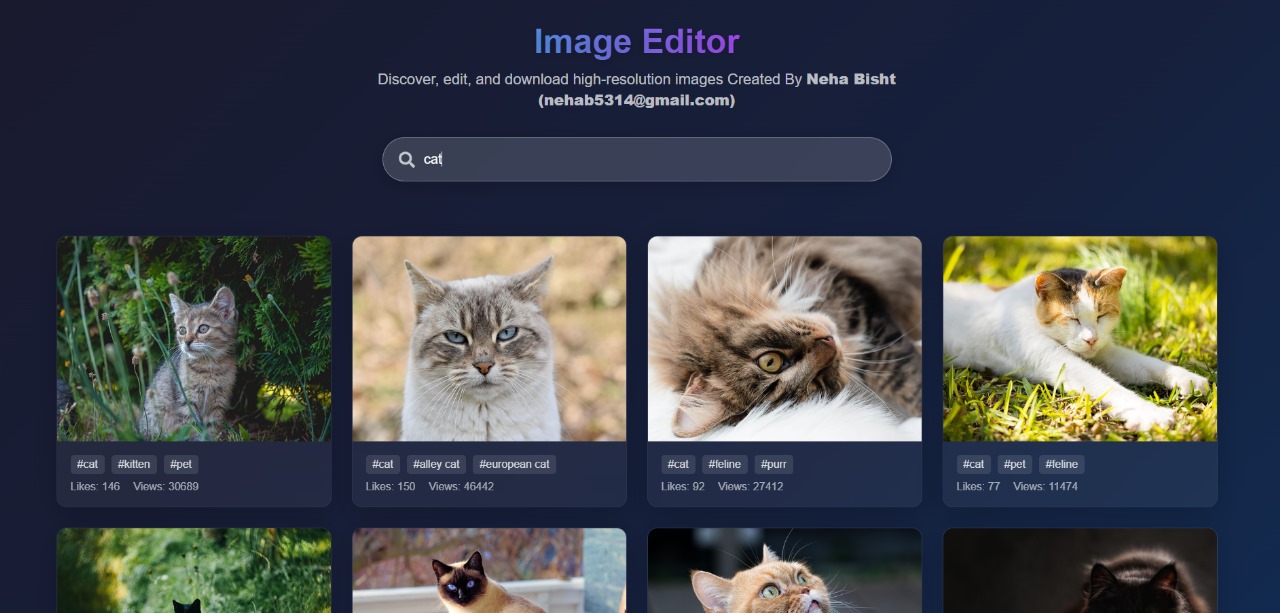 Image Editor
Discover, edit, and download high-resolution images Created By Neha Bisht
(nehab5314@gmail.com)
cat
#cat #kitten #pet
Likes: 146 Views: 30689
#cat #alley cat #european cat
Likes: 150 Views: 46442
#cat #feline #purr
Likes: 92 Views: 27412
#cat #pet #feline
Likes: 77 Views: 11474